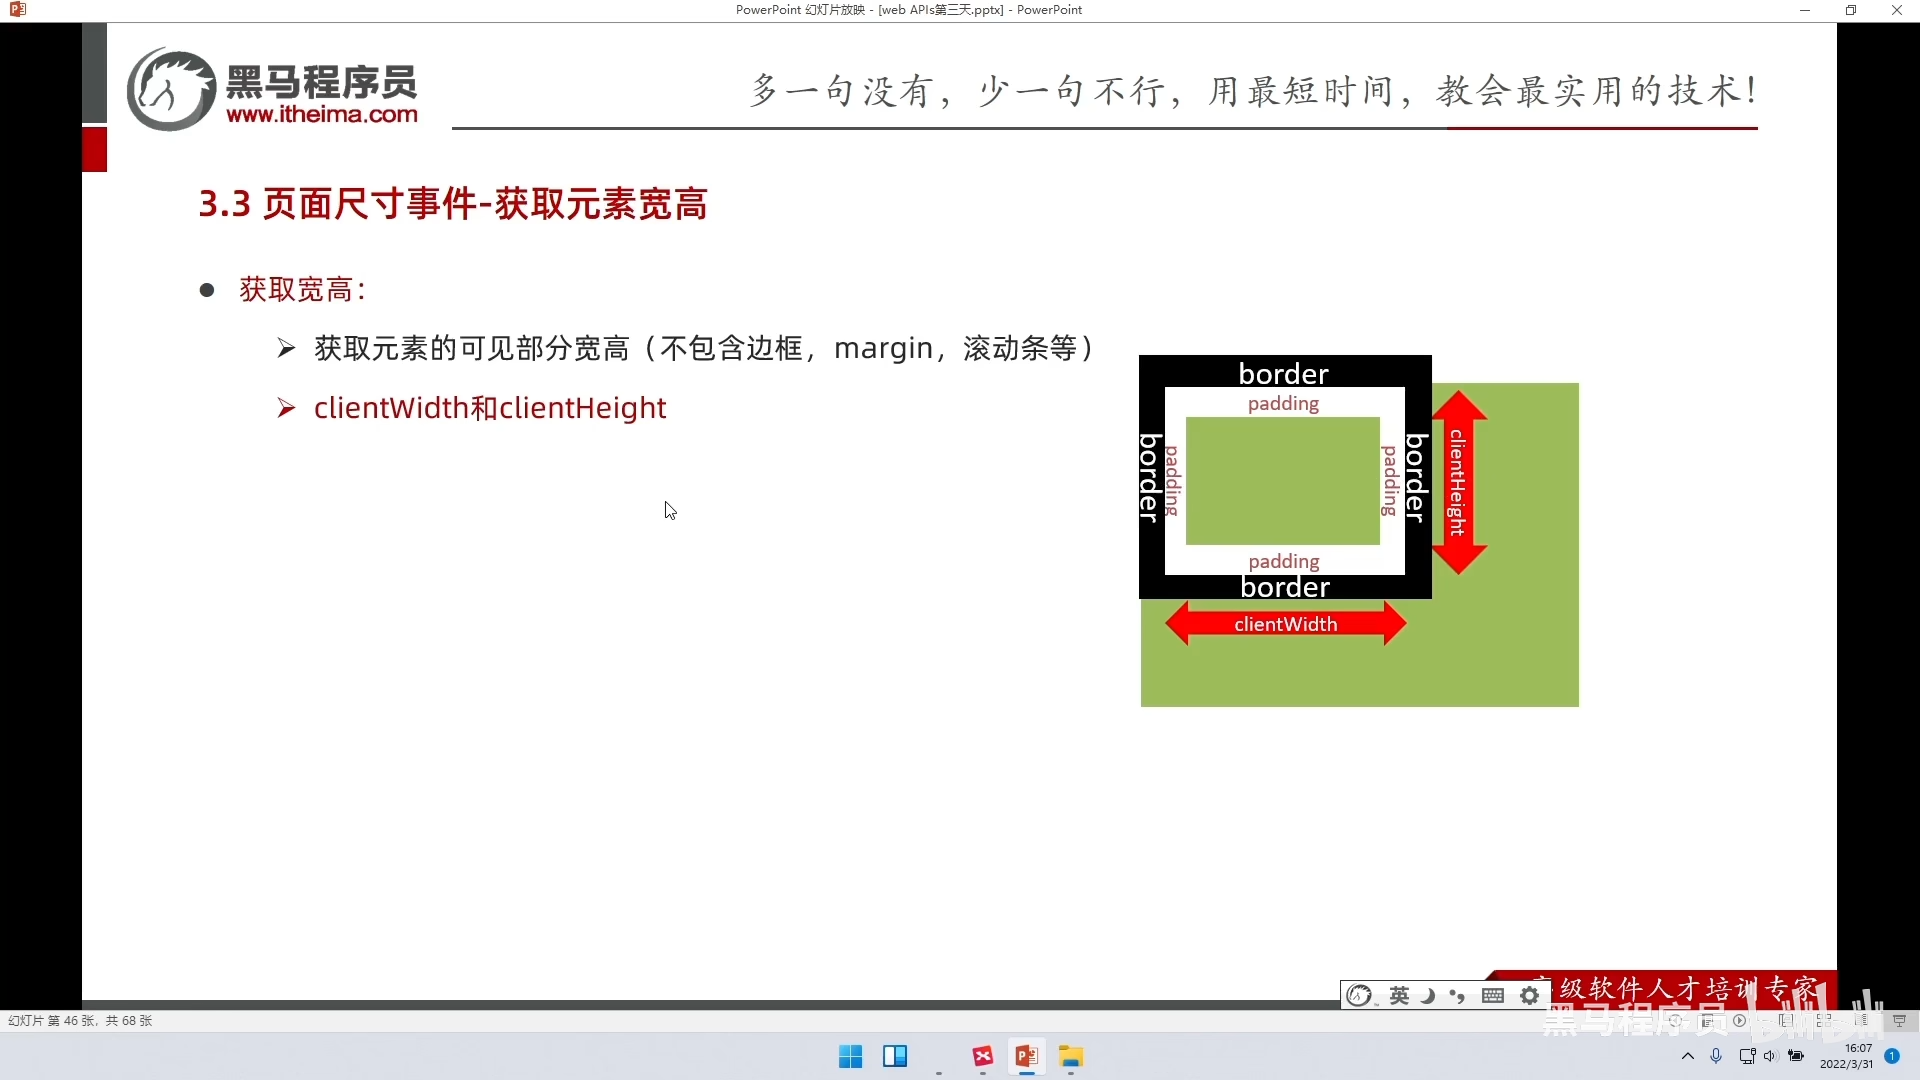 PowerPoint 幻灯片放映 - [web APIs第三天.pptx] - PowerPoint
黑马程序员
www.itheima.com
多一句没有，少一句不行，用最短时间，教会最实用的技术！
3.3 页面尺寸事件-获取元素宽高
● 获取宽高：
➢ 获取元素的可见部分宽高（不包含边框，margin，滚动条等）
➢ clientWidth和clientHeight
border
padding
border
padding
padding
border
clientHeight
padding
border
clientWidth
级软件人才培训专家
英
黑马程序员
幻灯片 第 46 张，共 68 张
16:07
2022/3/31
1